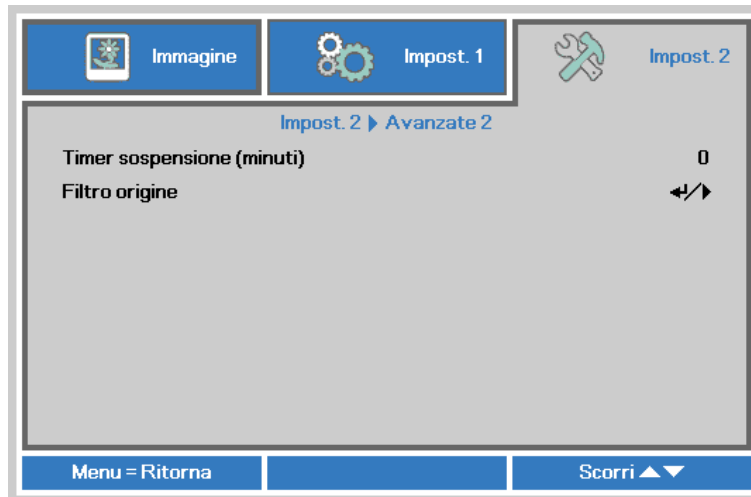 Immagine
Impost. 1
Impost. 2
Impost. 2 ▶ Avanzate 2
Timer sospensione (minuti) 0
Filtro origine ↵/▶
Menu = Ritorna
Scorri ▲▼